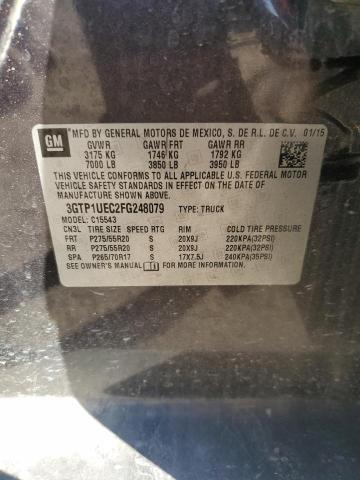 GM
MFD BY GENERAL MOTORS DE MEXICO, S. DE R.L. DE C.V. 01/15
GVWR GAWR FRT GAWR RR
3175 KG 1746 KG 1792 KG
7000 LB 3850 LB 3950 LB
THIS VEHICLE CONFORMS TO ALL APPLICABLE U.S. FEDERAL MOTOR
VEHICLE SAFETY STANDARDS IN EFFECT ON THE DATE OF
MANUFACTURE SHOWN ABOVE.
3GTP1UEC2FG248079 TYPE: TRUCK
MODEL: C15543
CN3L TIRE SIZE SPEED RTG RIM COLD TIRE PRESSURE
FRT P275/55R20 S 20X9J 220KPA(32PSI)
RR P275/55R20 S 20X9J 220KPA(32PSI)
SPA P265/70R17 S 17X7.5J 240KPA(35PSI)
SEE OWNER'S MANUAL FOR MORE INFORMATION.